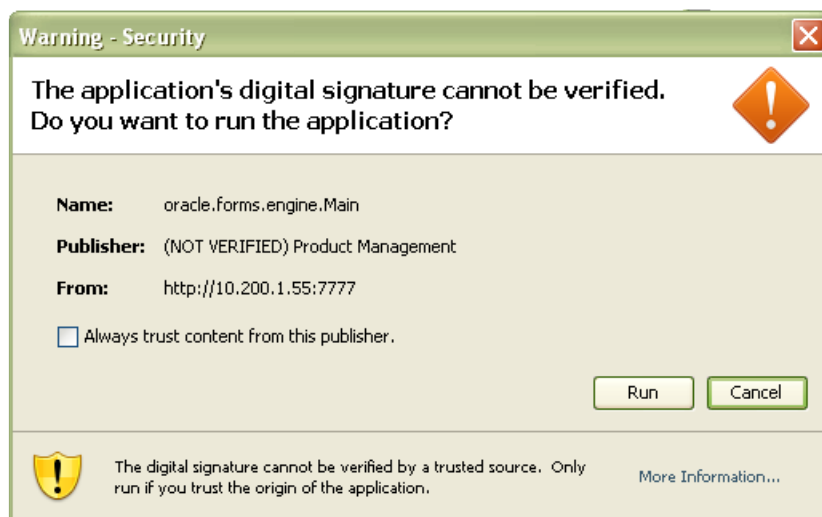 Warning - Security
The application's digital signature cannot be verified.
Do you want to run the application?
Name: oracle.forms.engine.Main
Publisher: (NOT VERIFIED) Product Management
From: http://10.200.1.55:7777
Always trust content from this publisher.
Run Cancel
The digital signature cannot be verified by a trusted source. Only
run if you trust the origin of the application.
More Information...